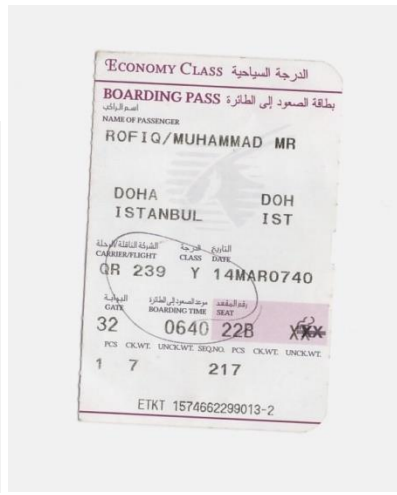 ECONOMY CLASS الدرجة السياحية
BOARDING PASS بطاقة الصعود إلى الطائرة
اسم الراكب
NAME OF PASSENGER
ROFIQ/MUHAMMAD MR
DOHA DOH
ISTANBUL IST
الشركة الناقلة/الرحلة الدرجة التاريخ
CARRIER/FLIGHT CLASS DATE
QR 239 Y 14MAR0740
البوابة موعد الصعود إلى الطائرة رقم المقعد
GATE BOARDING TIME SEAT
32 0640 22B
PCS CK.WT. UNCK.WT. SEQ.NO. PCS CK.WT. UNCK.WT.
1 7 217
ETKT 1574662299013-2